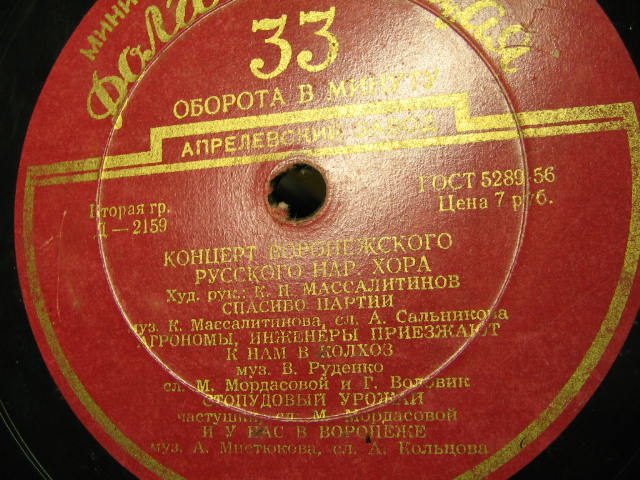 МИНИ
33
ОБОРОТА В МИНУТУ
АПРЕЛЕВСКИЙ ЗАВОД
Вторая гр.
Д—2159
ГОСТ 5289-56
Цена 7 руб.
КОНЦЕРТ ВОРОНЕЖСКОГО
РУССКОГО НАР. ХОРА
Худ. рук.: К. И. МАССАЛИТИНОВ
СПАСИБО ПАРТИИ
муз. К. Массалитинова, сл. А. Сальникова
АГРОНОМЫ, ИНЖЕНЕРЫ ПРИЕЗЖАЮТ
К НАМ В КОЛХОЗ
муз. В. Руденко
сл. М. Мордасовой и Г. Воловик
СТОПУДОВЫЙ УРОЖАЙ
частушки, сл. М. Мордасовой
И У НАС В ВОРОНЕЖЕ
муз. А. Мистюкова, сл. А. Кольцова